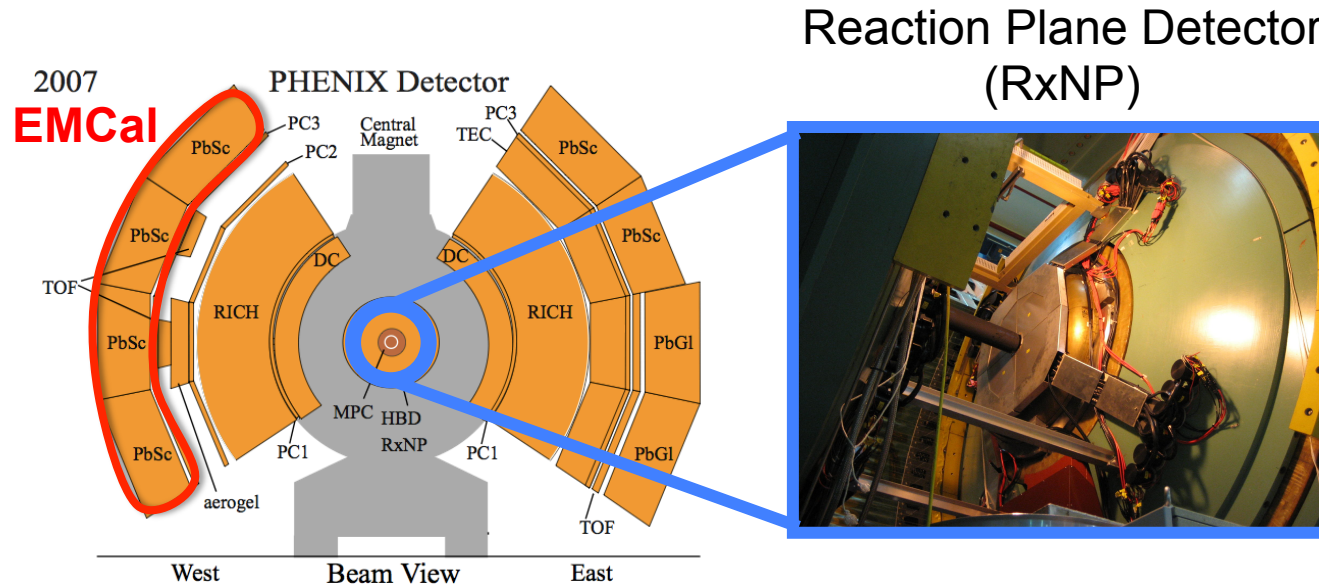 Reaction Plane Detector
(RxNP)
2007
PHENIX Detector
EMCal
PC3
PC2
Central
Magnet
PC3
TEC
PbSc
PbSc
PbSc
PbSc
DC
DC
TOF
RICH
RICH
PbSc
PbGl
MPC
HBD
RxNP
PbSc
PC1
PC1
PbGl
aerogel
TOF
West
Beam View
East